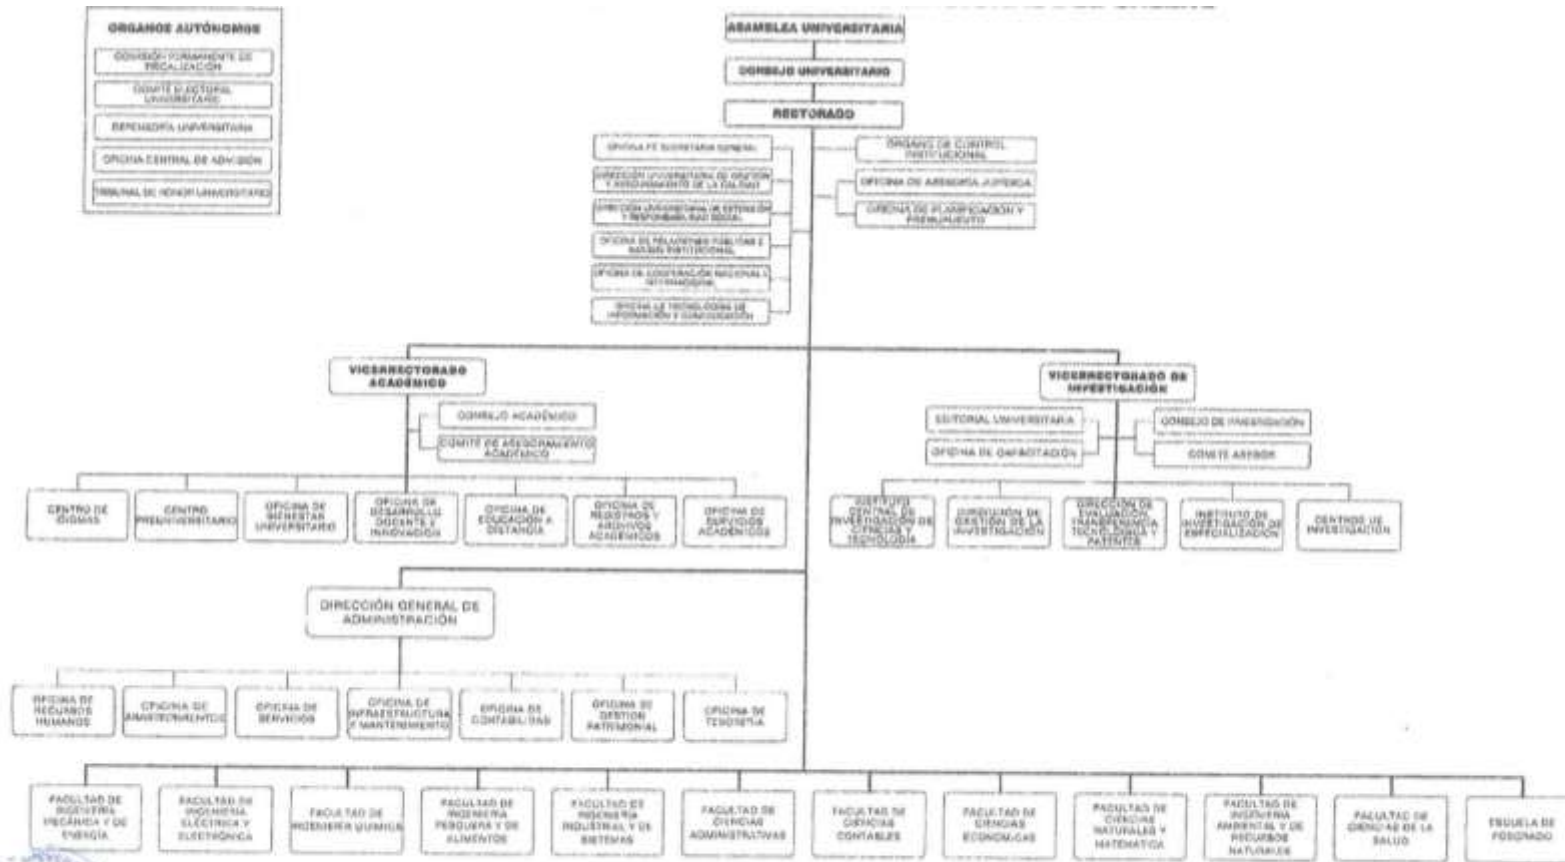 ORGANOS AUTÓNOMOS
COMISIÓN PERMANENTE DE
FISCALIZACIÓN
COMITÉ ELECTORAL
UNIVERSITARIO
DEFENSORÍA UNIVERSITARIA
OFICINA CENTRAL DE ADMISIÓN
TRIBUNAL DE HONOR UNIVERSITARIO
ASAMBLEA UNIVERSITARIA
CONSEJO UNIVERSITARIO
RECTORADO
OFICINA DE SECRETARIA GENERAL
DIRECCIÓN UNIVERSITARIA DE GESTIÓN
Y ASEGURAMIENTO DE LA CALIDAD
DIRECCIÓN UNIVERSITARIA DE EXTENSIÓN
Y RESPONSABILIDAD SOCIAL
OFICINA DE RELACIONES PÚBLICAS E
IMAGEN INSTITUCIONAL
OFICINA DE COOPERACIÓN NACIONAL E
INTERNACIONAL
OFICINA DE TECNOLOGÍAS DE
INFORMACIÓN Y COMUNICACIÓN
ÓRGANO DE CONTROL
INSTITUCIONAL
OFICINA DE ASESORIA JURÍDICA
OFICINA DE PLANIFICACIÓN Y
PRESUPUESTO
VICERRECTORADO
ACADÉMICO
CONSEJO ACADÉMICO
COMITÉ DE ASESORAMIENTO
ACADÉMICO
CENTRO DE
IDIOMAS
CENTRO
PREUNIVERSITARIO
OFICINA DE
BIENESTAR
UNIVERSITARIO
OFICINA DE
DESARROLLO
DOCENTE E
INNOVACIÓN
OFICINA DE
EDUCACIÓN A
DISTANCIA
OFICINA DE
REGISTROS Y
ARCHIVOS
ACADÉMICOS
OFICINA DE
SERVICIOS
ACADÉMICOS
VICERRECTORADO DE
INVESTIGACIÓN
EDITORIAL UNIVERSITARIA
OFICINA DE CAPACITACIÓN
CONSEJO DE INVESTIGACIÓN
COMITÉ ASESOR
INSTITUTO
CENTRAL DE
INVESTIGACIÓN DE
CIENCIAS Y
TECNOLOGÍA
DIRECCIÓN DE
GESTIÓN DE LA
INVESTIGACIÓN
DIRECCIÓN DE
EVALUACIÓN,
TRANSFERENCIA
TECNOLÓGICA Y
PATENTES
INSTITUTO DE
INVESTIGACIÓN DE
ESPECIALIZACIÓN
CENTROS DE
INVESTIGACIÓN
DIRECCIÓN GENERAL DE
ADMINISTRACIÓN
OFICINA DE
RECURSOS
HUMANOS
OFICINA DE
ABASTECIMIENTOS
OFICINA DE
SERVICIOS
OFICINA DE
INFRAESTRUCTURA
Y MANTENIMIENTO
OFICINA DE
CONTABILIDAD
OFICINA DE
GESTIÓN
PATRIMONIAL
OFICINA DE
TESORERÍA
FACULTAD DE
INGENIERÍA
MECÁNICA Y DE
ENERGÍA
FACULTAD DE
INGENIERÍA
ELÉCTRICA Y
ELECTRÓNICA
FACULTAD DE
INGENIERÍA QUÍMICA
FACULTAD DE
INGENIERÍA
PESQUERA Y DE
ALIMENTOS
FACULTAD DE
INGENIERÍA
INDUSTRIAL Y DE
SISTEMAS
FACULTAD DE
CIENCIAS
ADMINISTRATIVAS
FACULTAD DE
CIENCIAS
CONTABLES
FACULTAD DE
CIENCIAS
ECONÓMICAS
FACULTAD DE
CIENCIAS
NATURALES Y
MATEMÁTICA
FACULTAD DE
INGENIERÍA
AMBIENTAL Y DE
RECURSOS
NATURALES
FACULTAD DE
CIENCIAS DE LA
SALUD
ESCUELA DE
POSGRADO